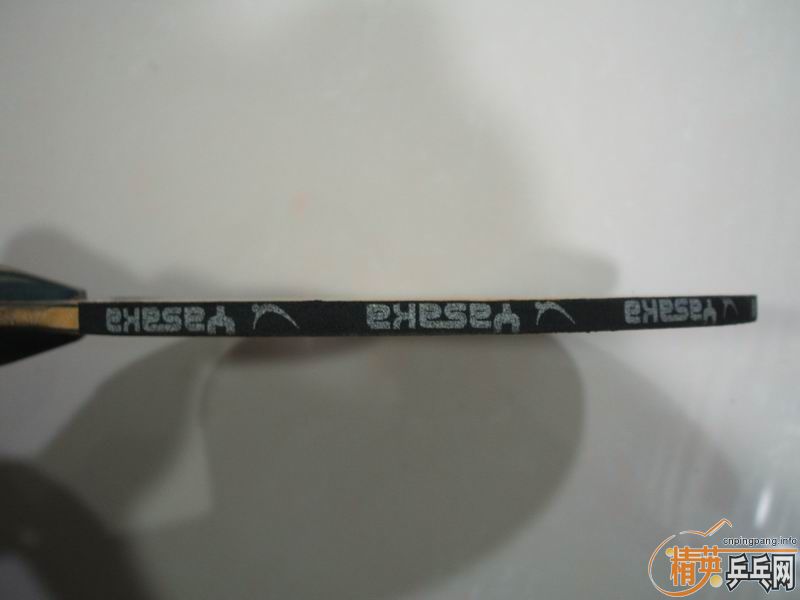 Yasaka Yasaka Yasaka
cnpingpang.info
精英乒乓网